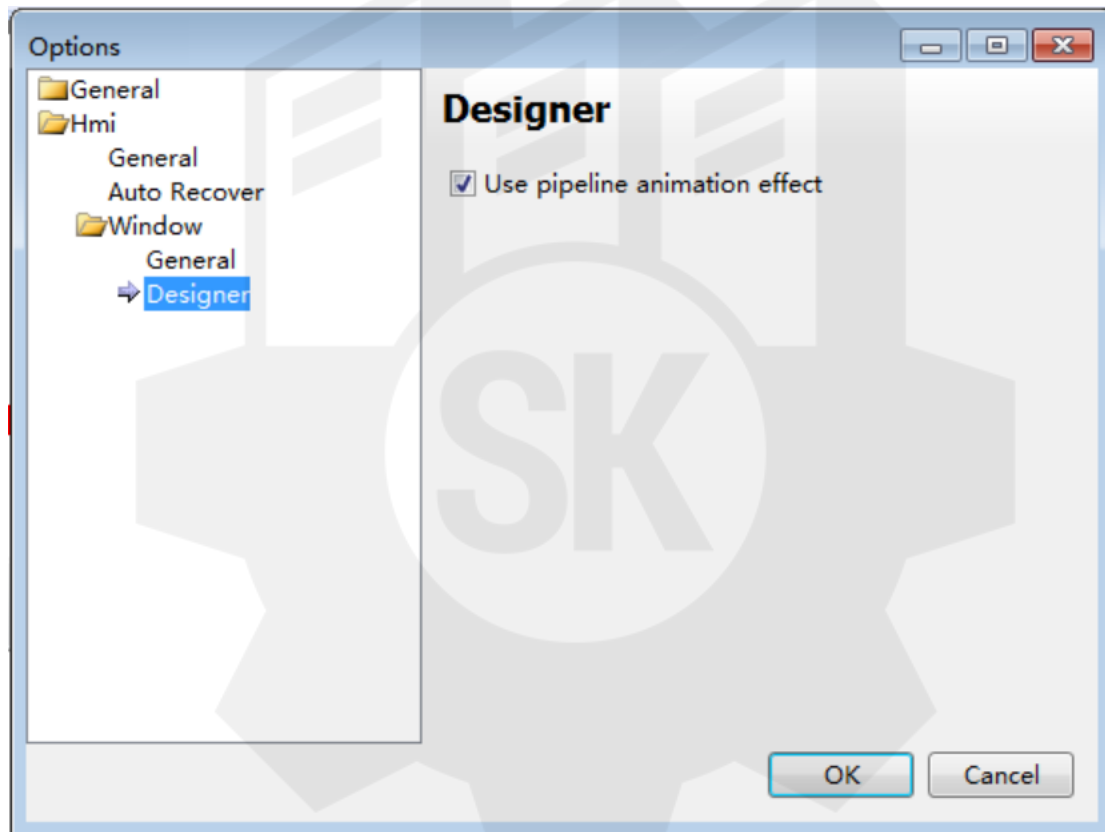 Options
General
Hmi
General
Auto Recover
Window
General
Designer
Designer
Use pipeline animation effect
SK
OK
Cancel